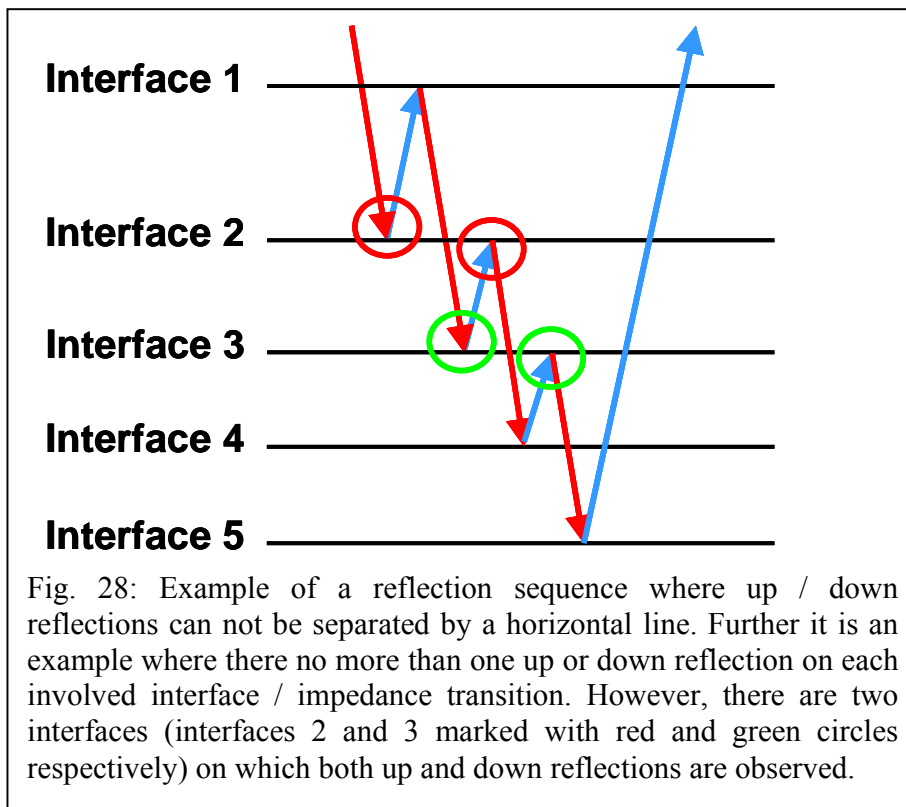 Interface 1
Interface 2
Interface 3
Interface 4
Interface 5
Fig. 28: Example of a reflection sequence where up / down
reflections can not be separated by a horizontal line. Further it is an
example where there no more than one up or down reflection on each
involved interface / impedance transition. However, there are two
interfaces (interfaces 2 and 3 marked with red and green circles
respectively) on which both up and down reflections are observed.